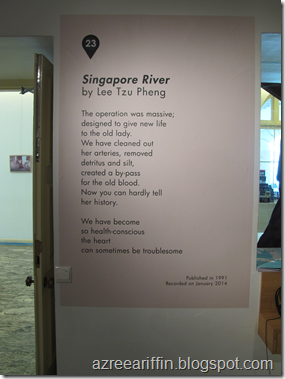 23
Singapore River
by Lee Tzu Pheng
The operation was massive;
designed to give new life
to the old lady.
We have cleaned out
her arteries, removed
detritus and silt,
created a by-pass
for the old blood.
Now you can hardly tell
her history.
We have become
so health-conscious
the heart
can sometimes be troublesome
Published in 1991
Recorded on January 2014
azreeariffin.blogspot.com